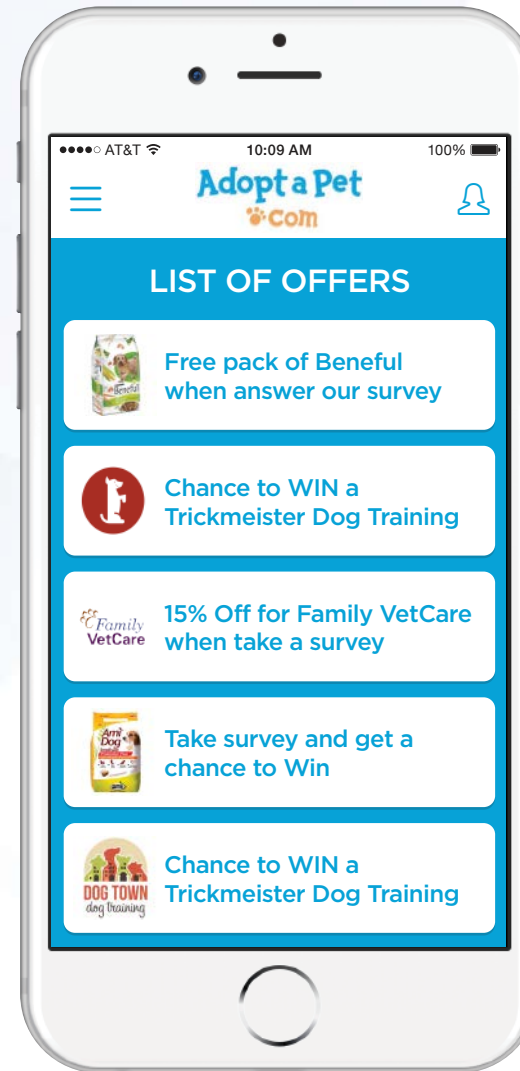 AT&T
10:09 AM
100%
Adopt a Pet
Com
LIST OF OFFERS
Beneful
Free pack of Beneful
when answer our survey
Chance to WIN a
Trickmeister Dog Training
Family
VetCare
15% Off for Family VetCare
when take a survey
Ami
Dog
Take survey and get a
chance to Win
DOG TOWN
dog training
Chance to WIN a
Trickmeister Dog Training